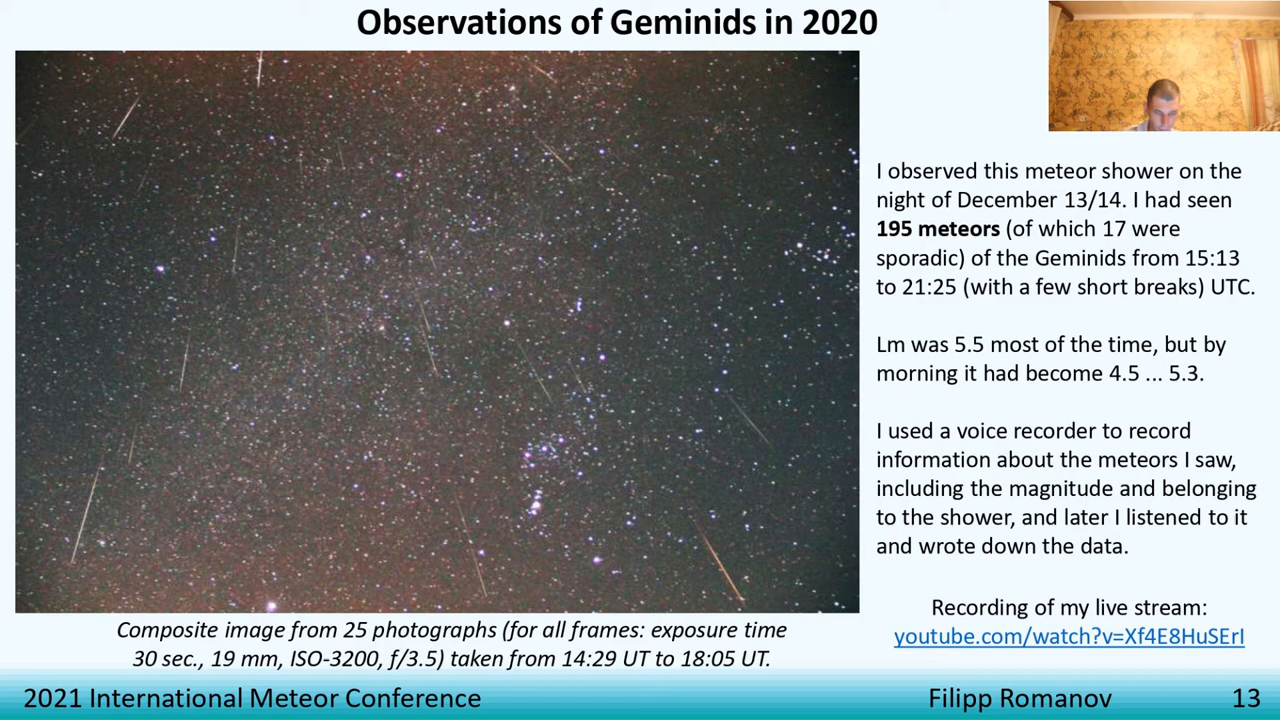 Observations of Geminids in 2020
I observed this meteor shower on the
night of December 13/14. I had seen
195 meteors (of which 17 were
sporadic) of the Geminids from 15:13
to 21:25 (with a few short breaks) UTC.
Lm was 5.5 most of the time, but by
morning it had become 4.5 ... 5.3.
I used a voice recorder to record
information about the meteors I saw,
including the magnitude and belonging
to the shower, and later I listened to it
and wrote down the data.
Recording of my live stream:
youtube.com/watch?v=Xf4E8HuSErI
Composite image from 25 photographs (for all frames: exposure time
30 sec., 19 mm, ISO-3200, f/3.5) taken from 14:29 UT to 18:05 UT.
2021 International Meteor Conference
Filipp Romanov
13